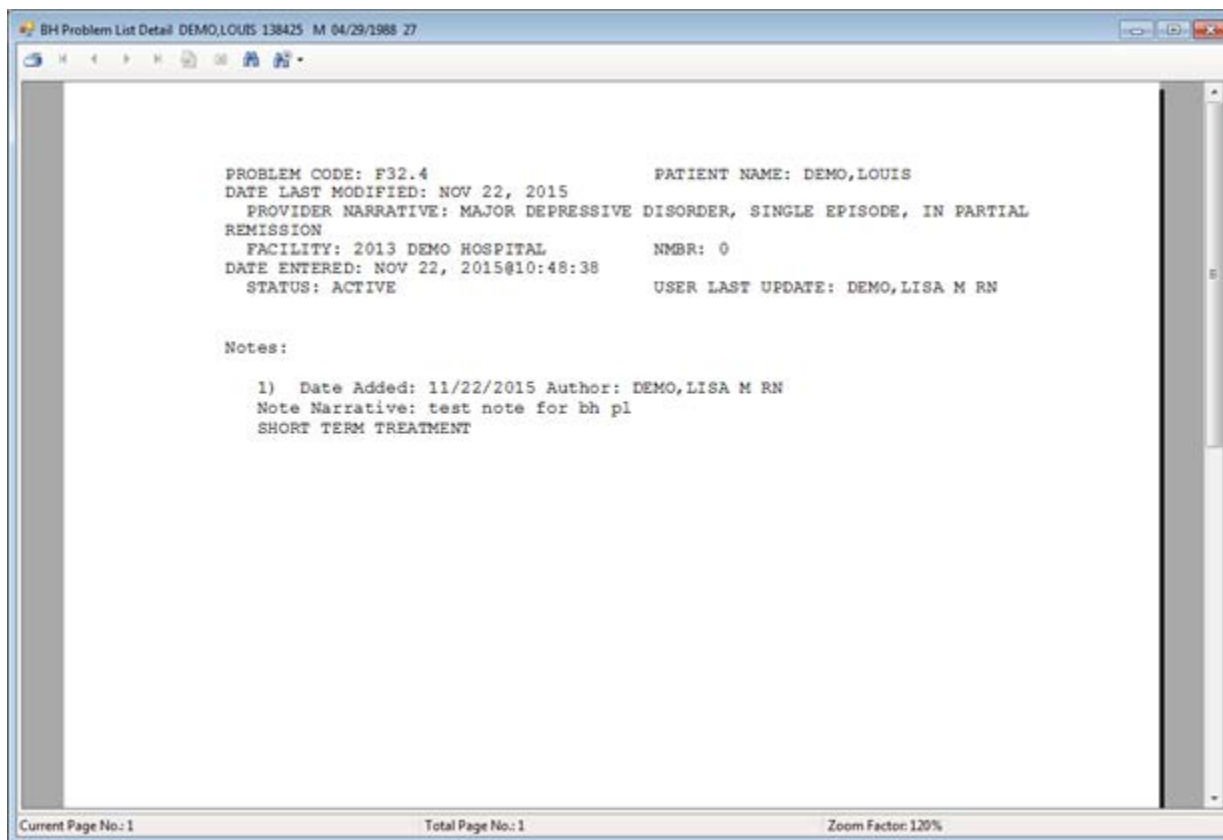 BH Problem List Detail DEMO,LOUIS 138425 M 04/29/1988 27
PROBLEM CODE: F32.4 PATIENT NAME: DEMO,LOUIS
DATE LAST MODIFIED: NOV 22, 2015
PROVIDER NARRATIVE: MAJOR DEPRESSIVE DISORDER, SINGLE EPISODE, IN PARTIAL
REMISSION
FACILITY: 2013 DEMO HOSPITAL NMBR: 0
DATE ENTERED: NOV 22, 2015@10:48:38
STATUS: ACTIVE USER LAST UPDATE: DEMO,LISA M RN
Notes:
1) Date Added: 11/22/2015 Author: DEMO,LISA M RN
Note Narrative: test note for bh pl
SHORT TERM TREATMENT
Current Page No.: 1 Total Page No.: 1 Zoom Factor: 120%